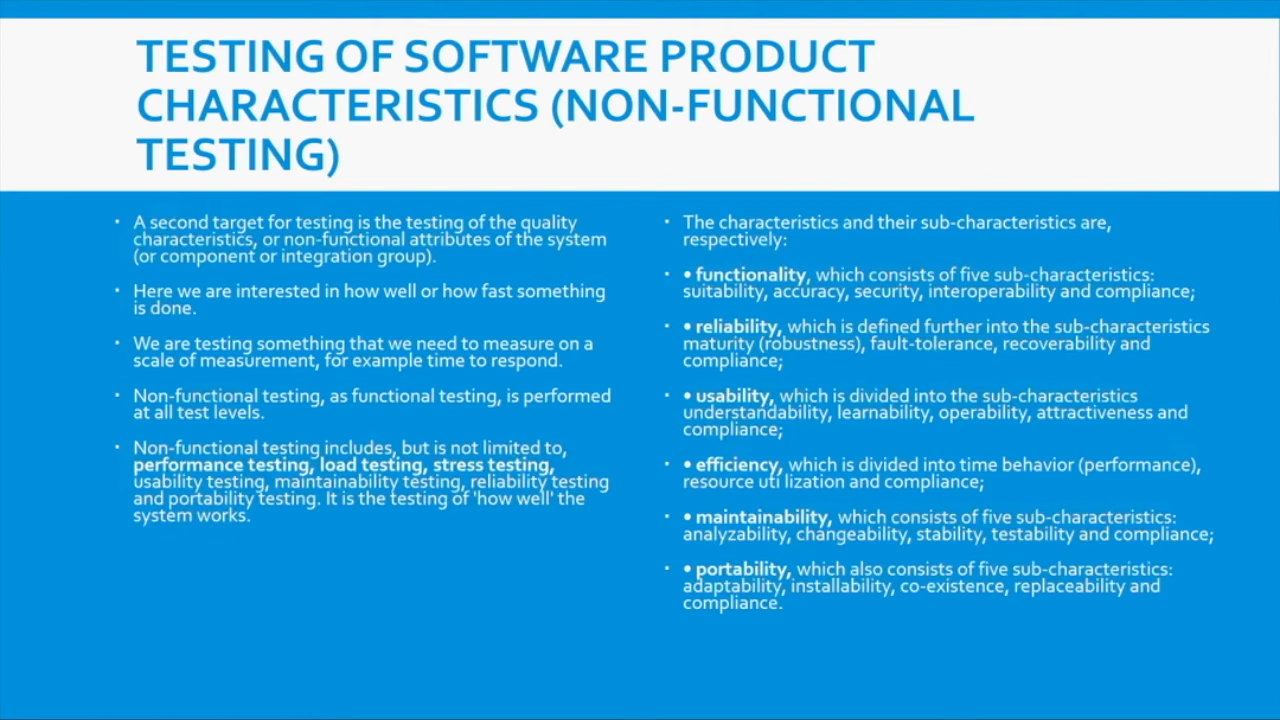 TESTING OF SOFTWARE PRODUCT
CHARACTERISTICS (NON-FUNCTIONAL
TESTING)
· A second target for testing is the testing of the quality
characteristics, or non-functional attributes of the system
(or component or integration group).
· Here we are interested in how well or how fast something
is done.
· We are testing something that we need to measure on a
scale of measurement, for example time to respond.
· Non-functional testing, as functional testing, is performed
at all test levels.
· Non-functional testing includes, but is not limited to,
performance testing, load testing, stress testing,
usability testing, maintainability testing, reliability testing
and portability testing. It is the testing of 'how well' the
system works.
· The characteristics and their sub-characteristics are,
respectively:
· • functionality, which consists of five sub-characteristics:
suitability, accuracy, security, interoperability and compliance;
· • reliability, which is defined further into the sub-characteristics
maturity (robustness), fault-tolerance, recoverability and
compliance;
· • usability, which is divided into the sub-characteristics
understandability, learnability, operability, attractiveness and
compliance;
· • efficiency, which is divided into time behavior (performance),
resource uti lization and compliance;
· • maintainability, which consists of five sub-characteristics:
analyzability, changeability, stability, testability and compliance;
· • portability, which also consists of five sub-characteristics:
adaptability, installability, co-existence, replaceability and
compliance.